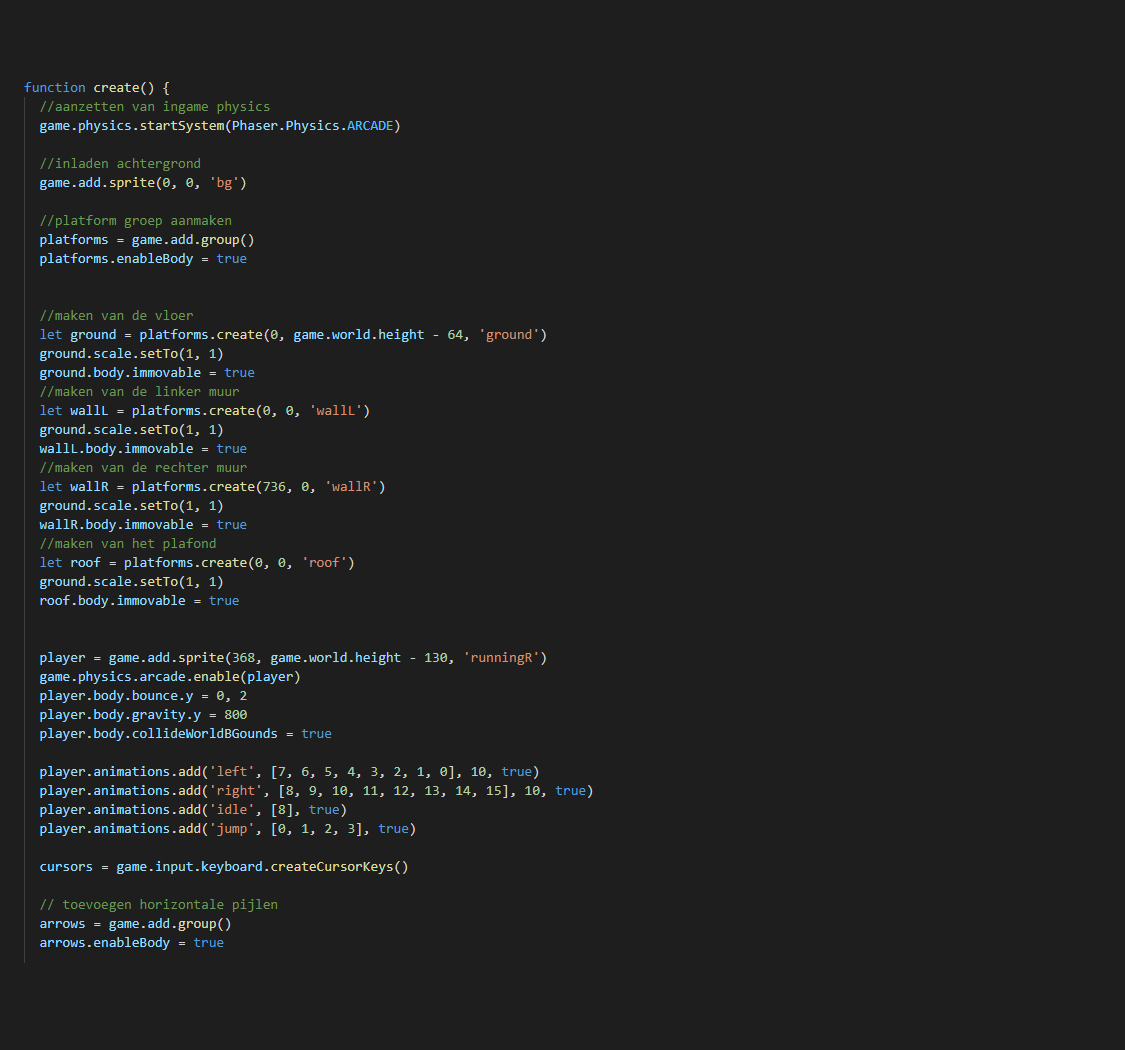 function create() {
//aanzetten van ingame physics
game.physics.startSystem(Phaser.Physics.ARCADE)
//inladen achtergrond
game.add.sprite(0, 0, 'bg')
//platform groep aanmaken
platforms = game.add.group()
platforms.enableBody = true
//maken van de vloer
let ground = platforms.create(0, game.world.height - 64, 'ground')
ground.scale.setTo(1, 1)
ground.body.immovable = true
//maken van de linker muur
let wallL = platforms.create(0, 0, 'wallL')
ground.scale.setTo(1, 1)
wallL.body.immovable = true
//maken van de rechter muur
let wallR = platforms.create(736, 0, 'wallR')
ground.scale.setTo(1, 1)
wallR.body.immovable = true
//maken van het plafond
let roof = platforms.create(0, 0, 'roof')
ground.scale.setTo(1, 1)
roof.body.immovable = true
player = game.add.sprite(368, game.world.height - 130, 'runningR')
game.physics.arcade.enable(player)
player.body.bounce.y = 0, 2
player.body.gravity.y = 800
player.body.collideWorldBGounds = true
player.animations.add('left', [7, 6, 5, 4, 3, 2, 1, 0], 10, true)
player.animations.add('right', [8, 9, 10, 11, 12, 13, 14, 15], 10, true)
player.animations.add('idle', [8], true)
player.animations.add('jump', [0, 1, 2, 3], true)
cursors = game.input.keyboard.createCursorKeys()
// toevoegen horizontale pijlen
arrows = game.add.group()
arrows.enableBody = true